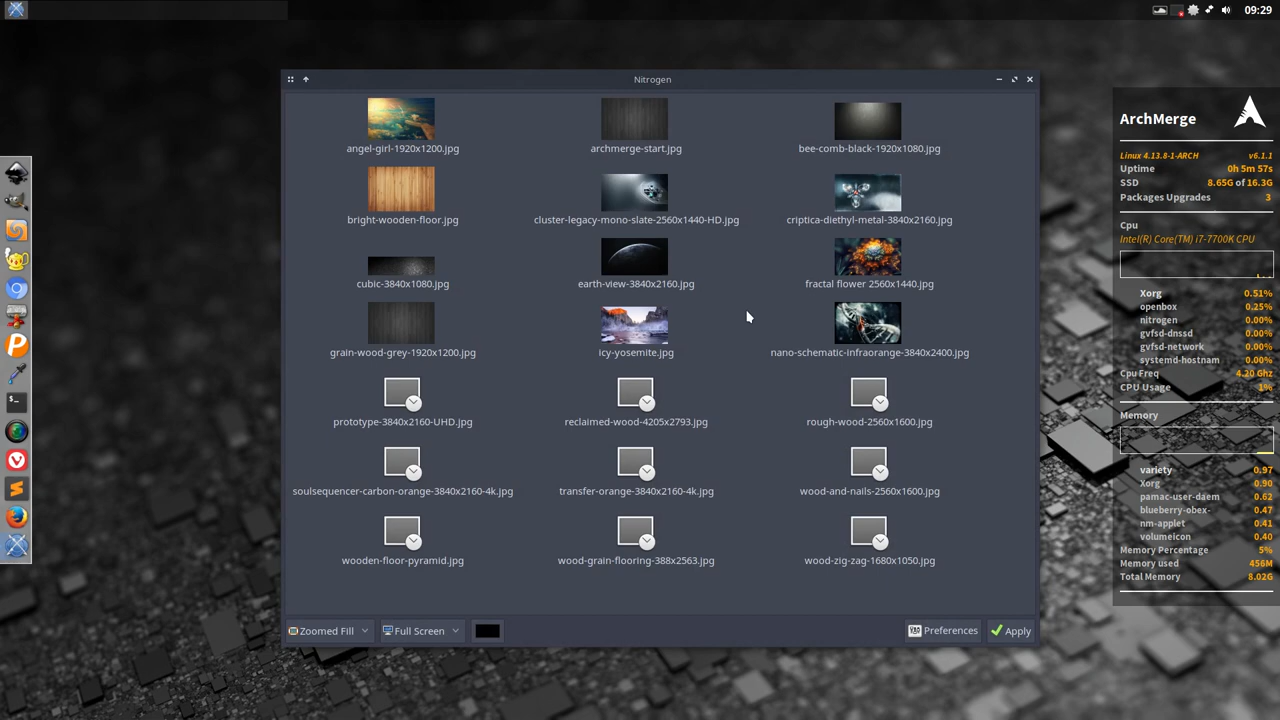 09:29
Nitrogen
angel-girl-1920x1200.jpg
archmerge-start.jpg
bee-comb-black-1920x1080.jpg
bright-wooden-floor.jpg
cluster-legacy-mono-slate-2560x1440-HD.jpg
criptica-diethyl-metal-3840x2160.jpg
cubic-3840x1080.jpg
earth-view-3840x2160.jpg
fractal flower 2560x1440.jpg
grain-wood-grey-1920x1200.jpg
icy-yosemite.jpg
nano-schematic-infraorange-3840x2400.jpg
prototype-3840x2160-UHD.jpg
reclaimed-wood-4205x2793.jpg
rough-wood-2560x1600.jpg
soulsequencer-carbon-orange-3840x2160-4k.jpg
transfer-orange-3840x2160-4k.jpg
wood-and-nails-2560x1600.jpg
wooden-floor-pyramid.jpg
wood-grain-flooring-388x2563.jpg
wood-zig-zag-1680x1050.jpg
Zoomed Fill
Full Screen
Preferences
Apply
ArchMerge
Linux 4.13.8-1-ARCH v6.1.1
Uptime 0h 5m 57s
SSD 8.65G of 16.3G
Packages Upgrades 3
Cpu
Intel(R) Core(TM) i7-7700K CPU
Xorg 0.51%
openbox 0.25%
nitrogen 0.00%
gvfsd-dnssd 0.00%
gvfsd-network 0.00%
systemd-hostnam 0.00%
Cpu Freq 4.20 Ghz
CPU Usage 1%
Memory
variety 0.97
Xorg 0.90
pamac-user-daem 0.62
blueberry-obex- 0.47
nm-applet 0.41
volumeicon 0.40
Memory Percentage 5%
Memory used 456M
Total Memory 8.02G